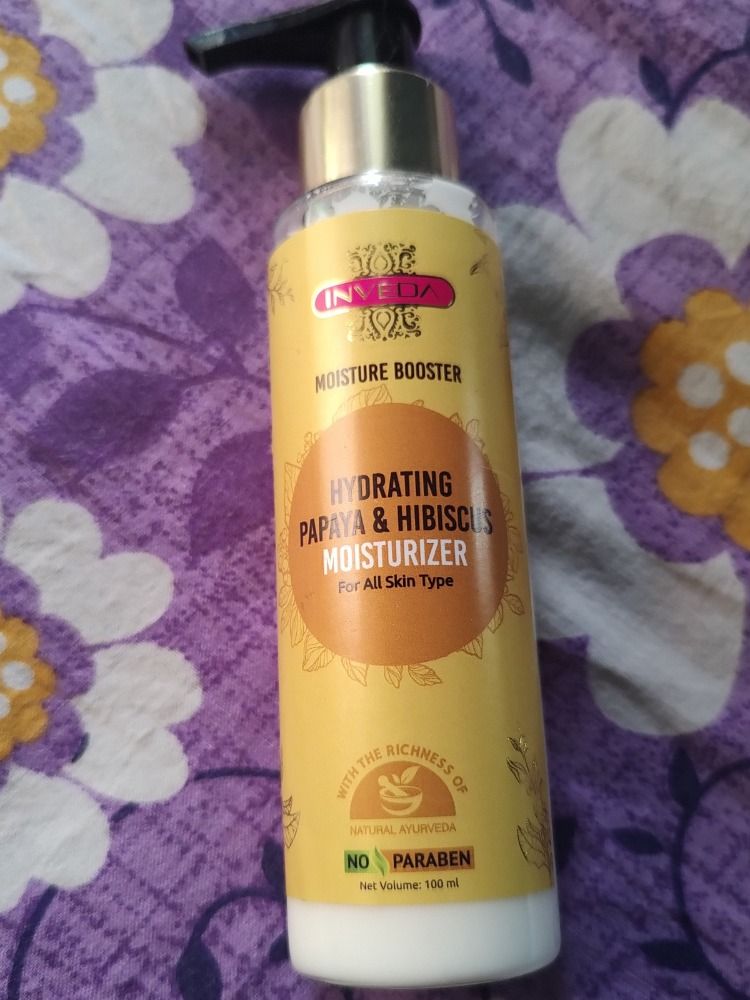 INVEDA
MOISTURE BOOSTER
HYDRATING
PAPAYA & HIBISCUS
MOISTURIZER
For All Skin Type
WITH THE RICHNESS OF
NATURAL AYURVEDA
NO PARABEN
Net Volume: 100 ml